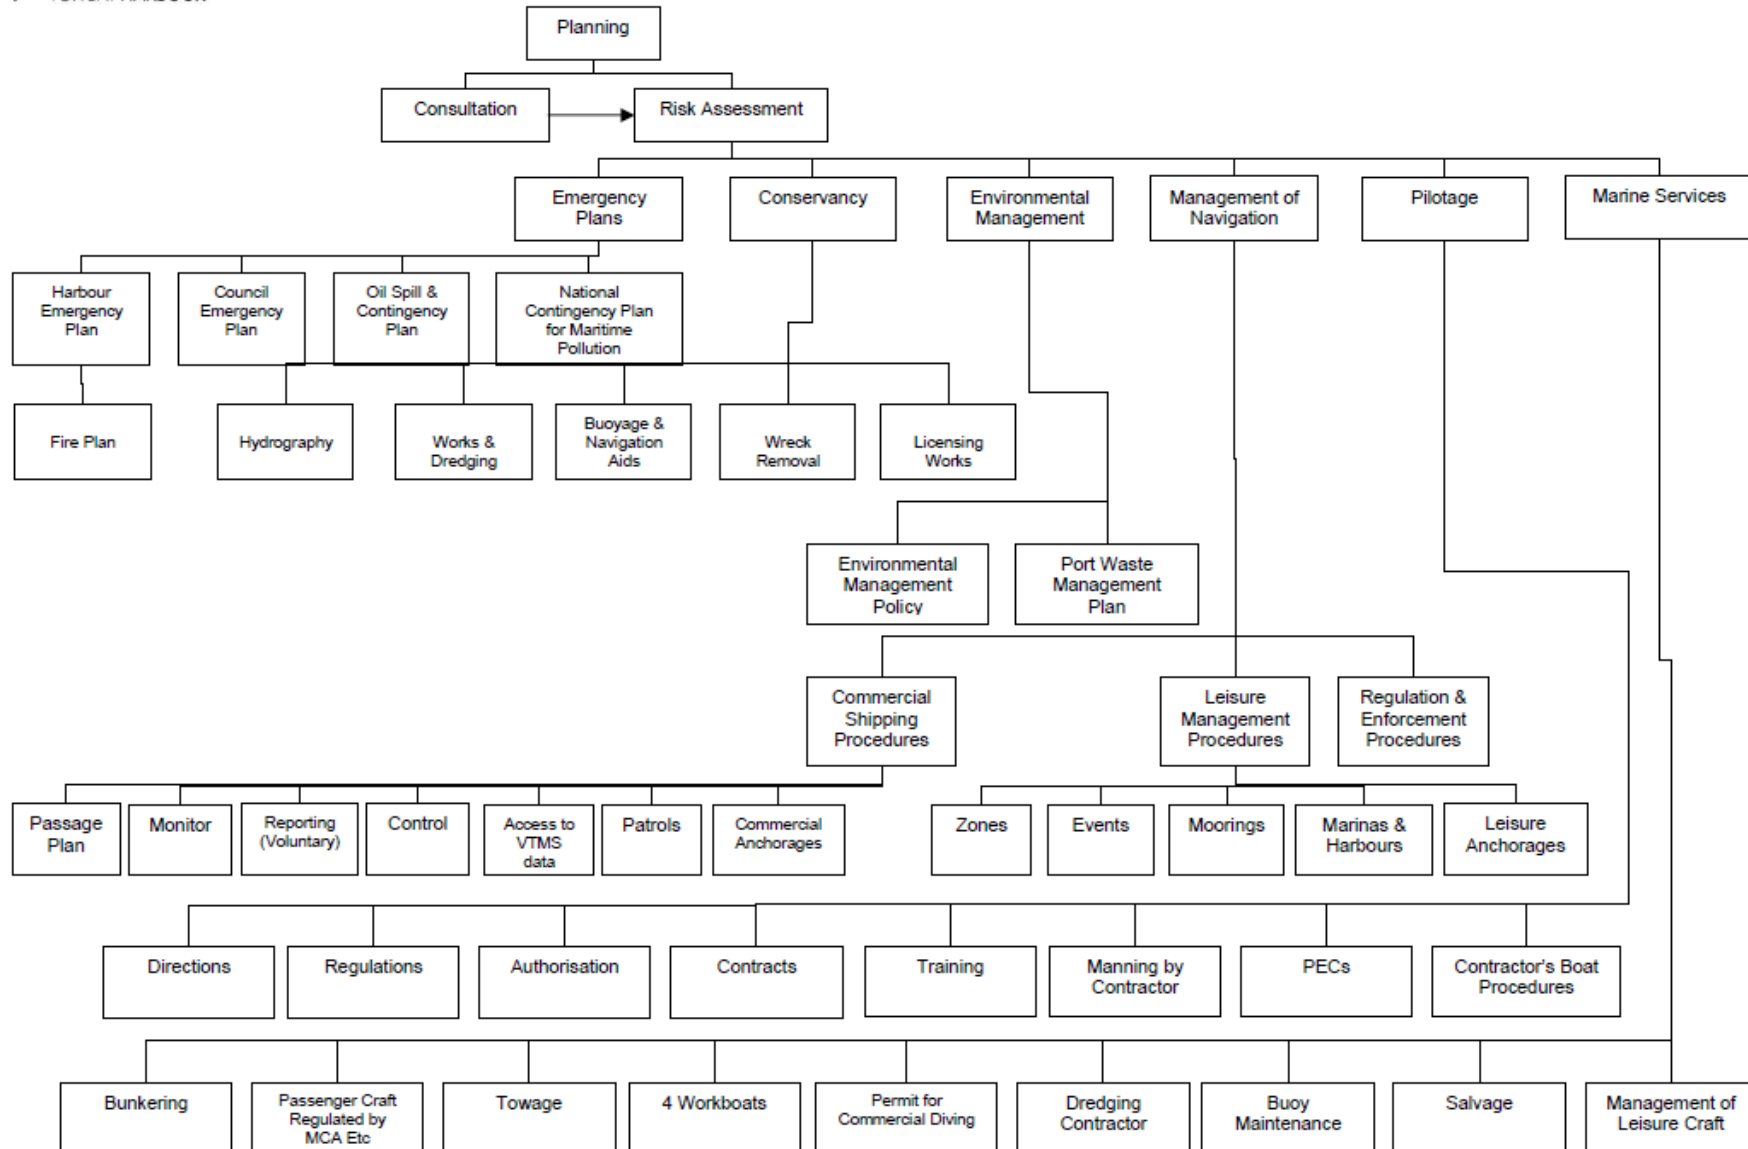 Planning
Consultation
Risk Assessment
Emergency
Plans
Conservancy
Environmental
Management
Management of
Navigation
Pilotage
Marine Services
Harbour
Emergency
Plan
Council
Emergency
Plan
Oil Spill &
Contingency
Plan
National
Contingency Plan
for Maritime
Pollution
Fire Plan
Hydrography
Works &
Dredging
Buoyage &
Navigation
Aids
Wreck
Removal
Licensing
Works
Environmental
Management
Policy
Port Waste
Management
Plan
Commercial
Shipping
Procedures
Leisure
Management
Procedures
Regulation &
Enforcement
Procedures
Passage
Plan
Monitor
Reporting
(Voluntary)
Control
Access to
VTMS
data
Patrols
Commercial
Anchorages
Zones
Events
Moorings
Marinas &
Harbours
Leisure
Anchorages
Directions
Regulations
Authorisation
Contracts
Training
Manning by
Contractor
PECs
Contractor's Boat
Procedures
Bunkering
Passenger Craft
Regulated by
MCA Etc
Towage
4 Workboats
Permit for
Commercial Diving
Dredging
Contractor
Buoy
Maintenance
Salvage
Management of
Leisure Craft